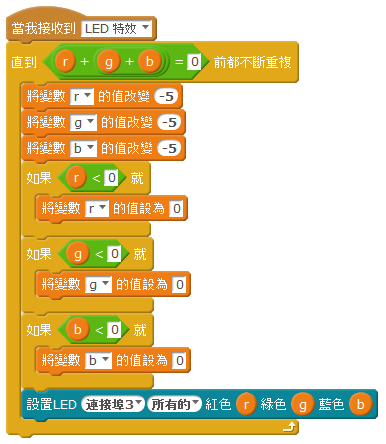 當我接收到 LED 特效
直到 r + g + b = 0 前都不斷重複
將變數 r 的值改變 -5
將變數 g 的值改變 -5
將變數 b 的值改變 -5
如果 r < 0 就
將變數 r 的值設為 0
如果 g < 0 就
將變數 g 的值設為 0
如果 b < 0 就
將變數 b 的值設為 0
設置LED 連接埠3 所有的 紅色 r 綠色 g 藍色 b